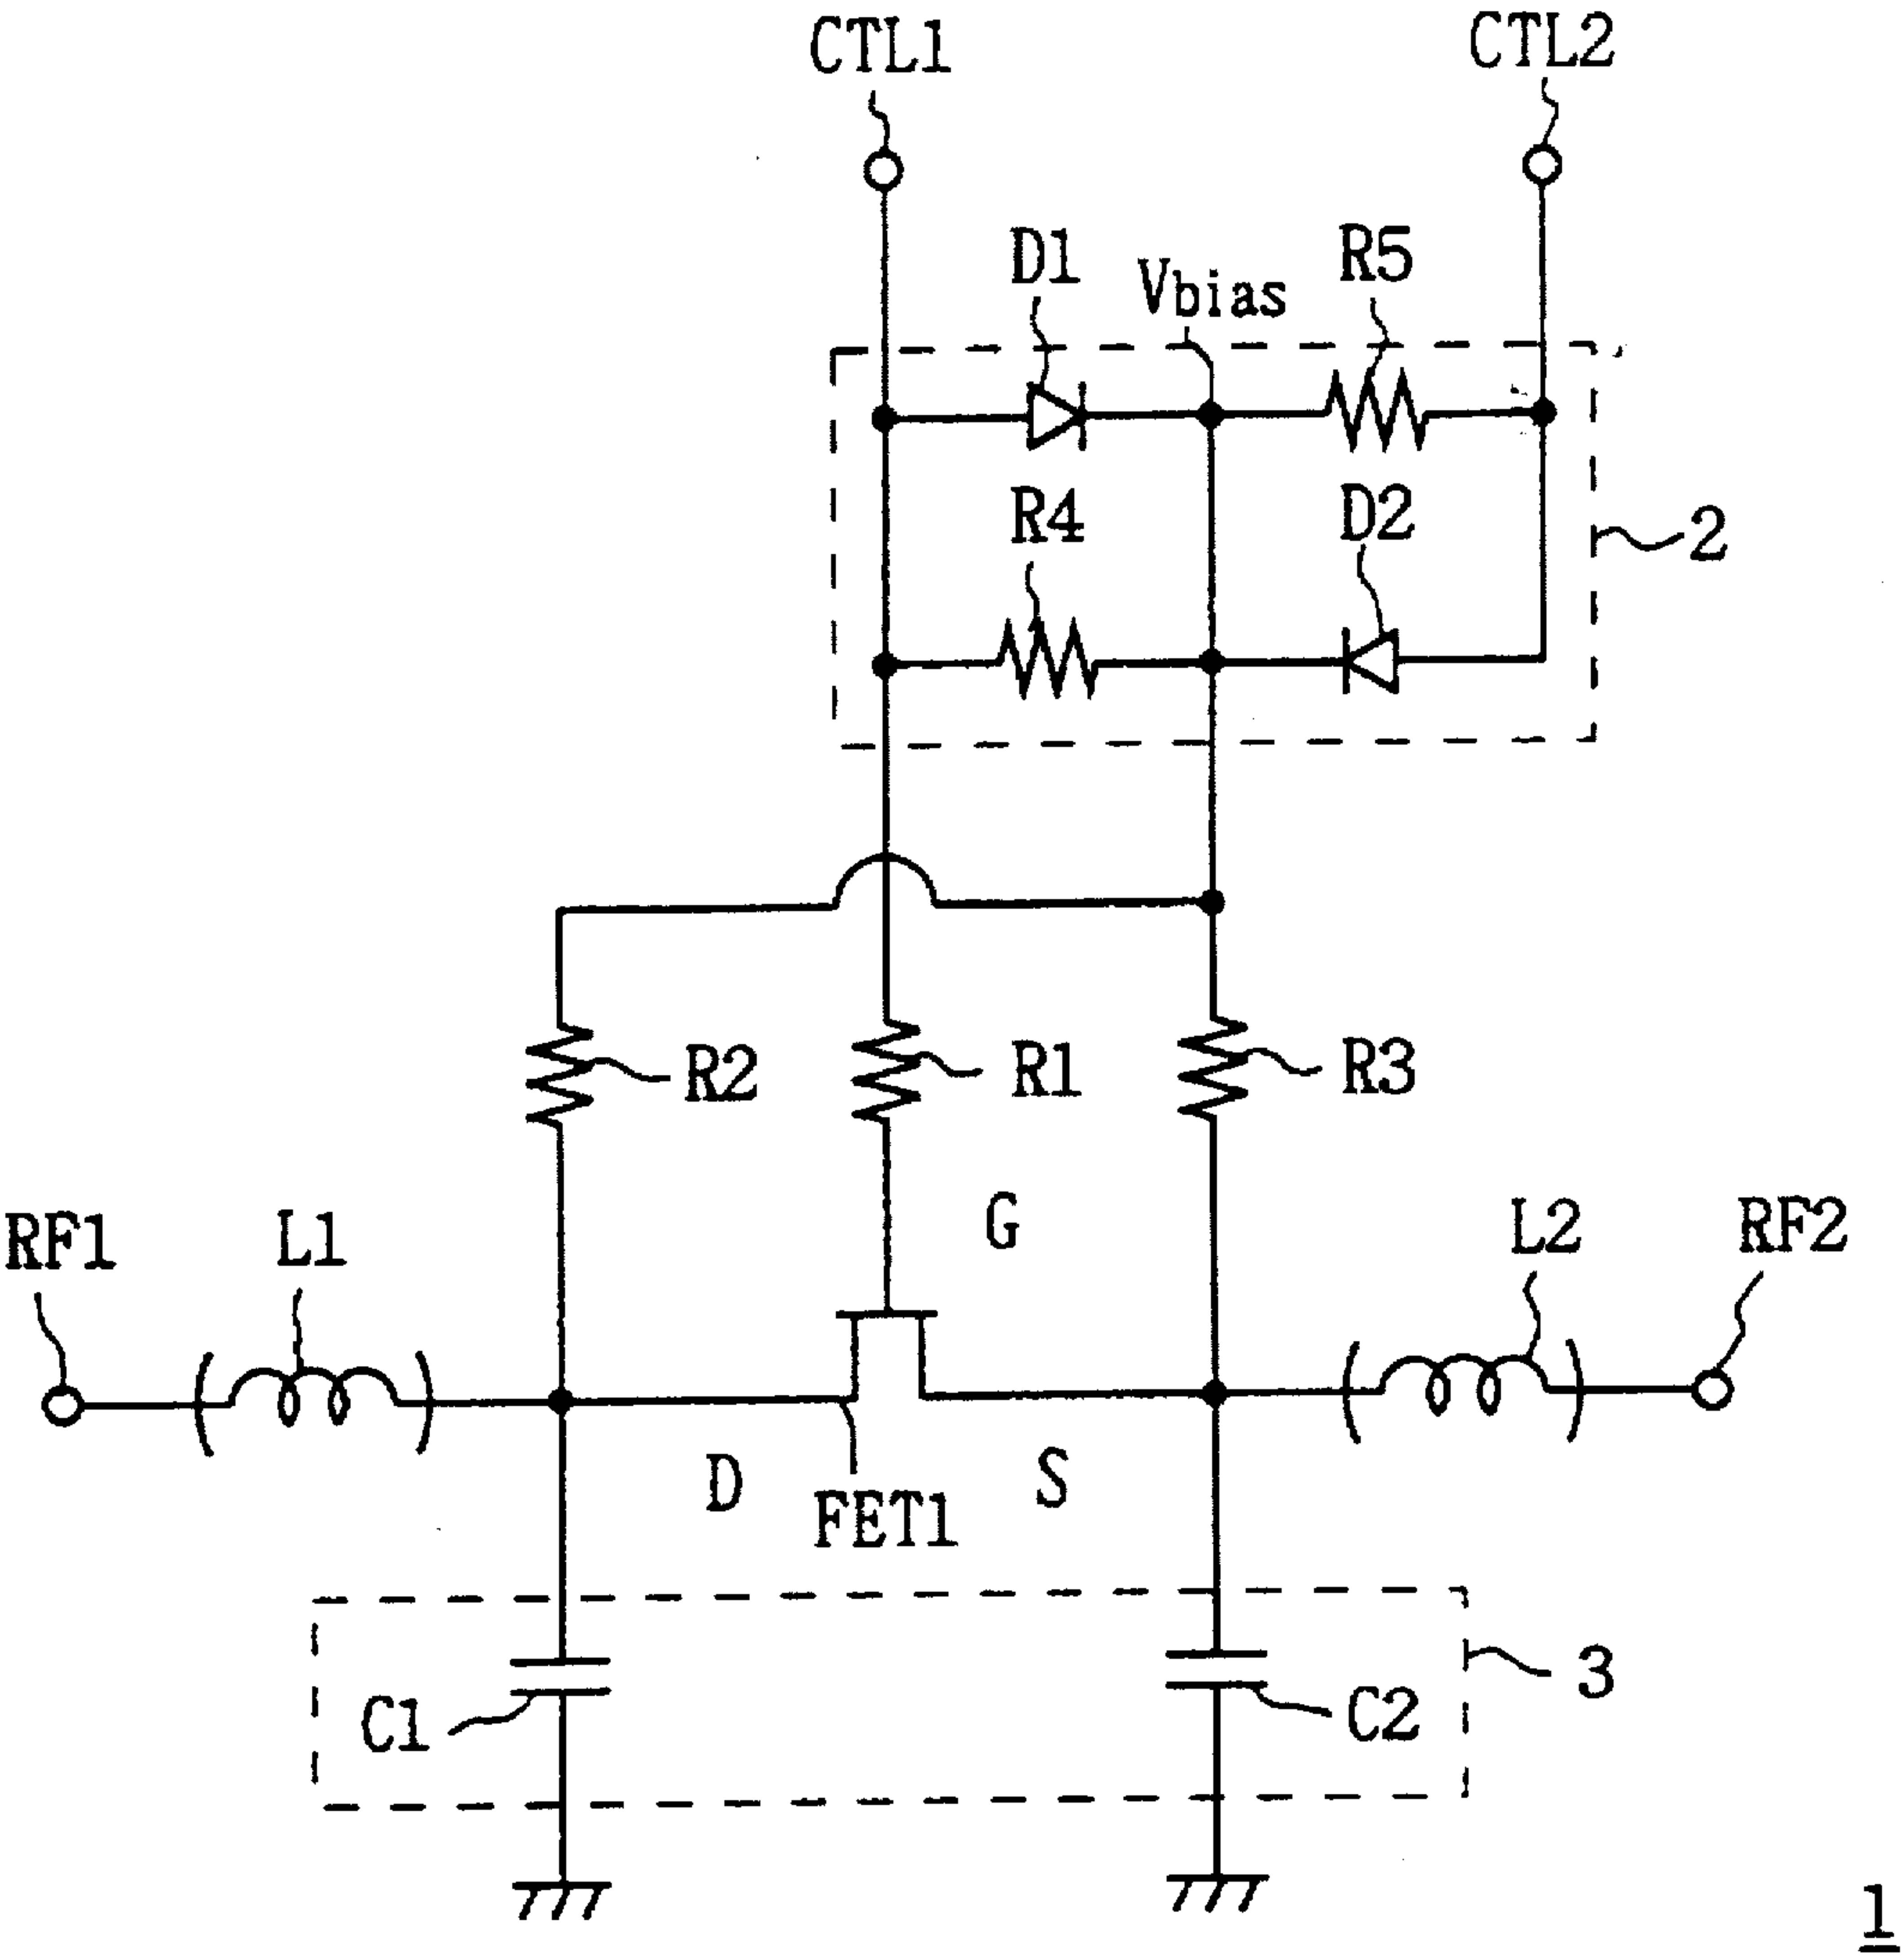 CTL1
CTL2
D1
Vbias
R5
R4
D2
2
R2
R1
R3
RF1
L1
G
L2
RF2
D
S
FET1
C1
C2
3
1